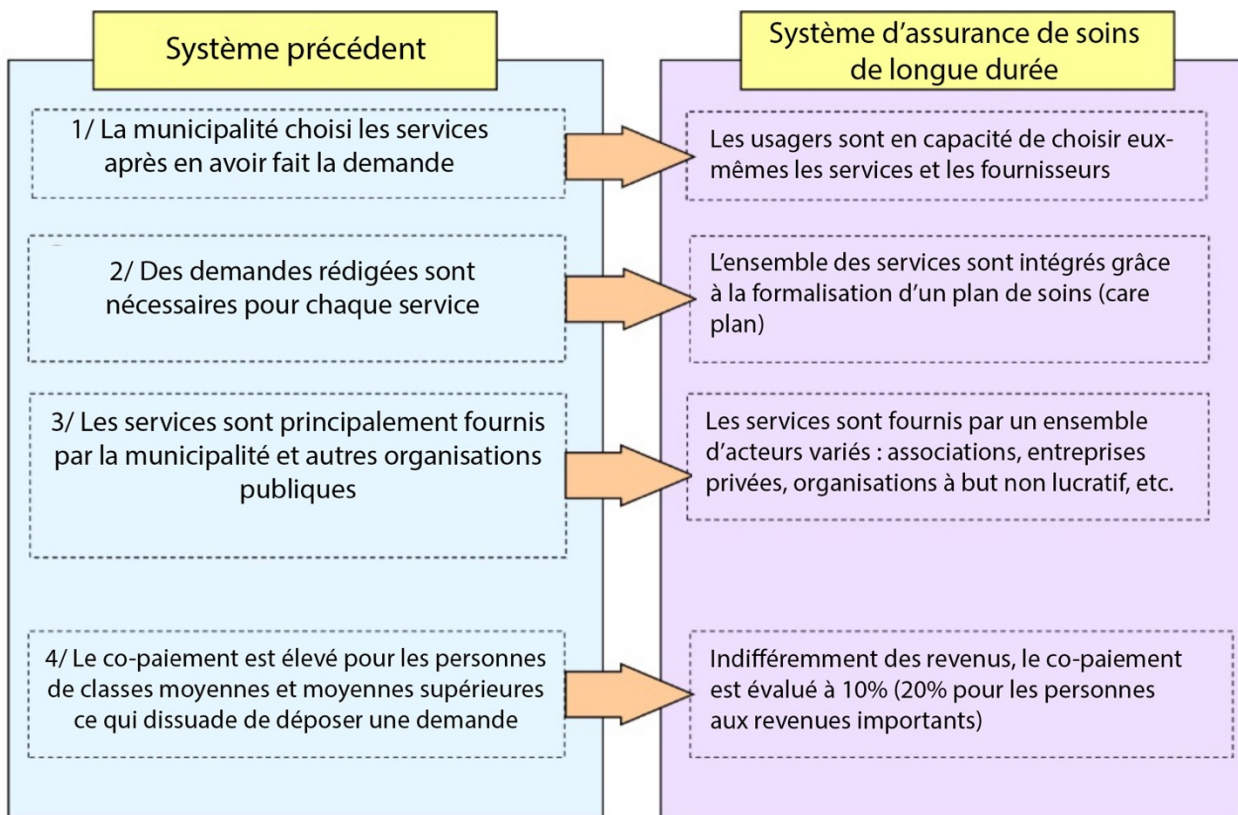 Système précédent
Système d’assurance de soins
de longue durée
1/ La municipalité choisi les services
après en avoir fait la demande
Les usagers sont en capacité de choisir eux-
mêmes les services et les fournisseurs
2/ Des demandes rédigées sont
nécessaires pour chaque service
L’ensemble des services sont intégrés grâce
à la formalisation d’un plan de soins (care
plan)
3/ Les services sont principalement fournis
par la municipalité et autres organisations
publiques
Les services sont fournis par un ensemble
d’acteurs variés : associations, entreprises
privées, organisations à but non lucratif, etc.
4/ Le co-paiement est élevé pour les personnes
de classes moyennes et moyennes supérieures
ce qui dissuade de déposer une demande
Indifféremment des revenus, le co-paiement
est évalué à 10% (20% pour les personnes
aux revenues importants)